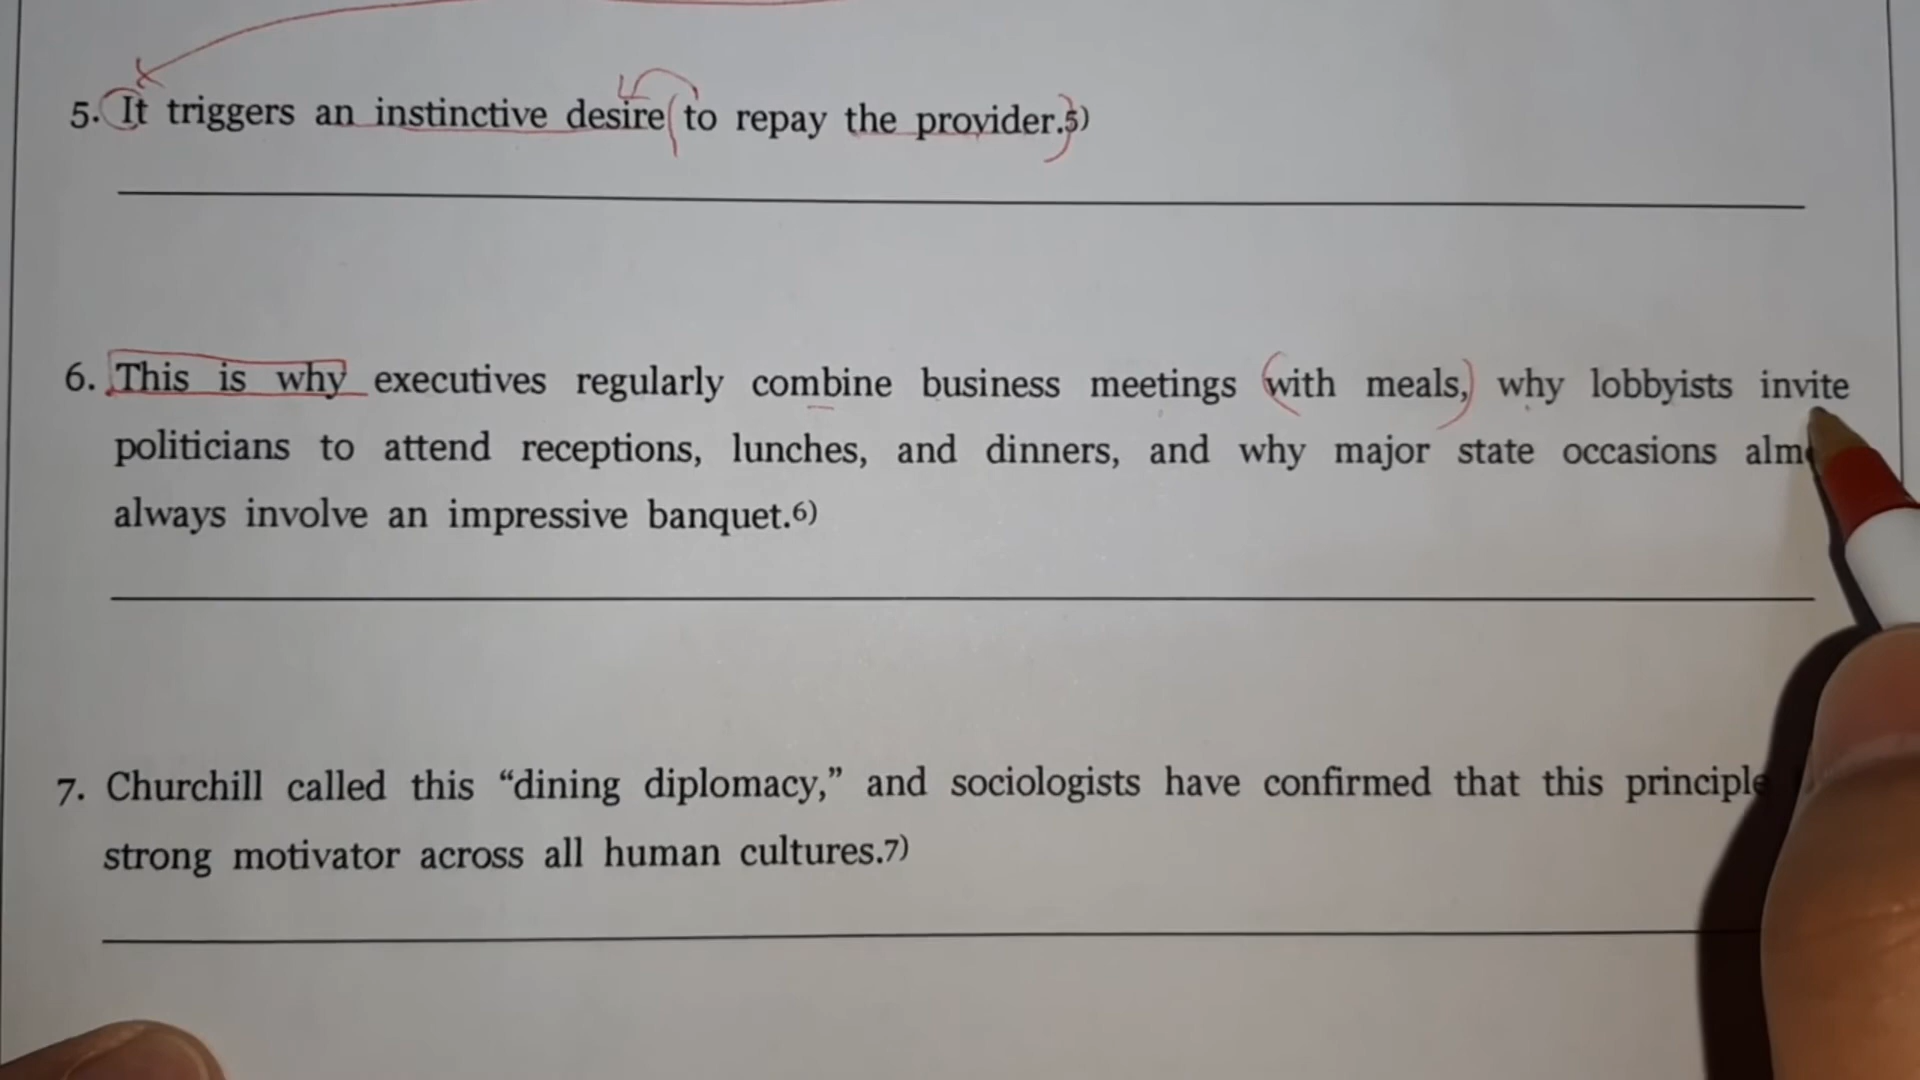 5. It triggers an instinctive desire to repay the provider.5)
6. This is why executives regularly combine business meetings with meals, why lobbyists invite
politicians to attend receptions, lunches, and dinners, and why major state occasions
always involve an impressive banquet.6)
7. Churchill called this “dining diplomacy,” and sociologists have confirmed that this principle
strong motivator across all human cultures.7)